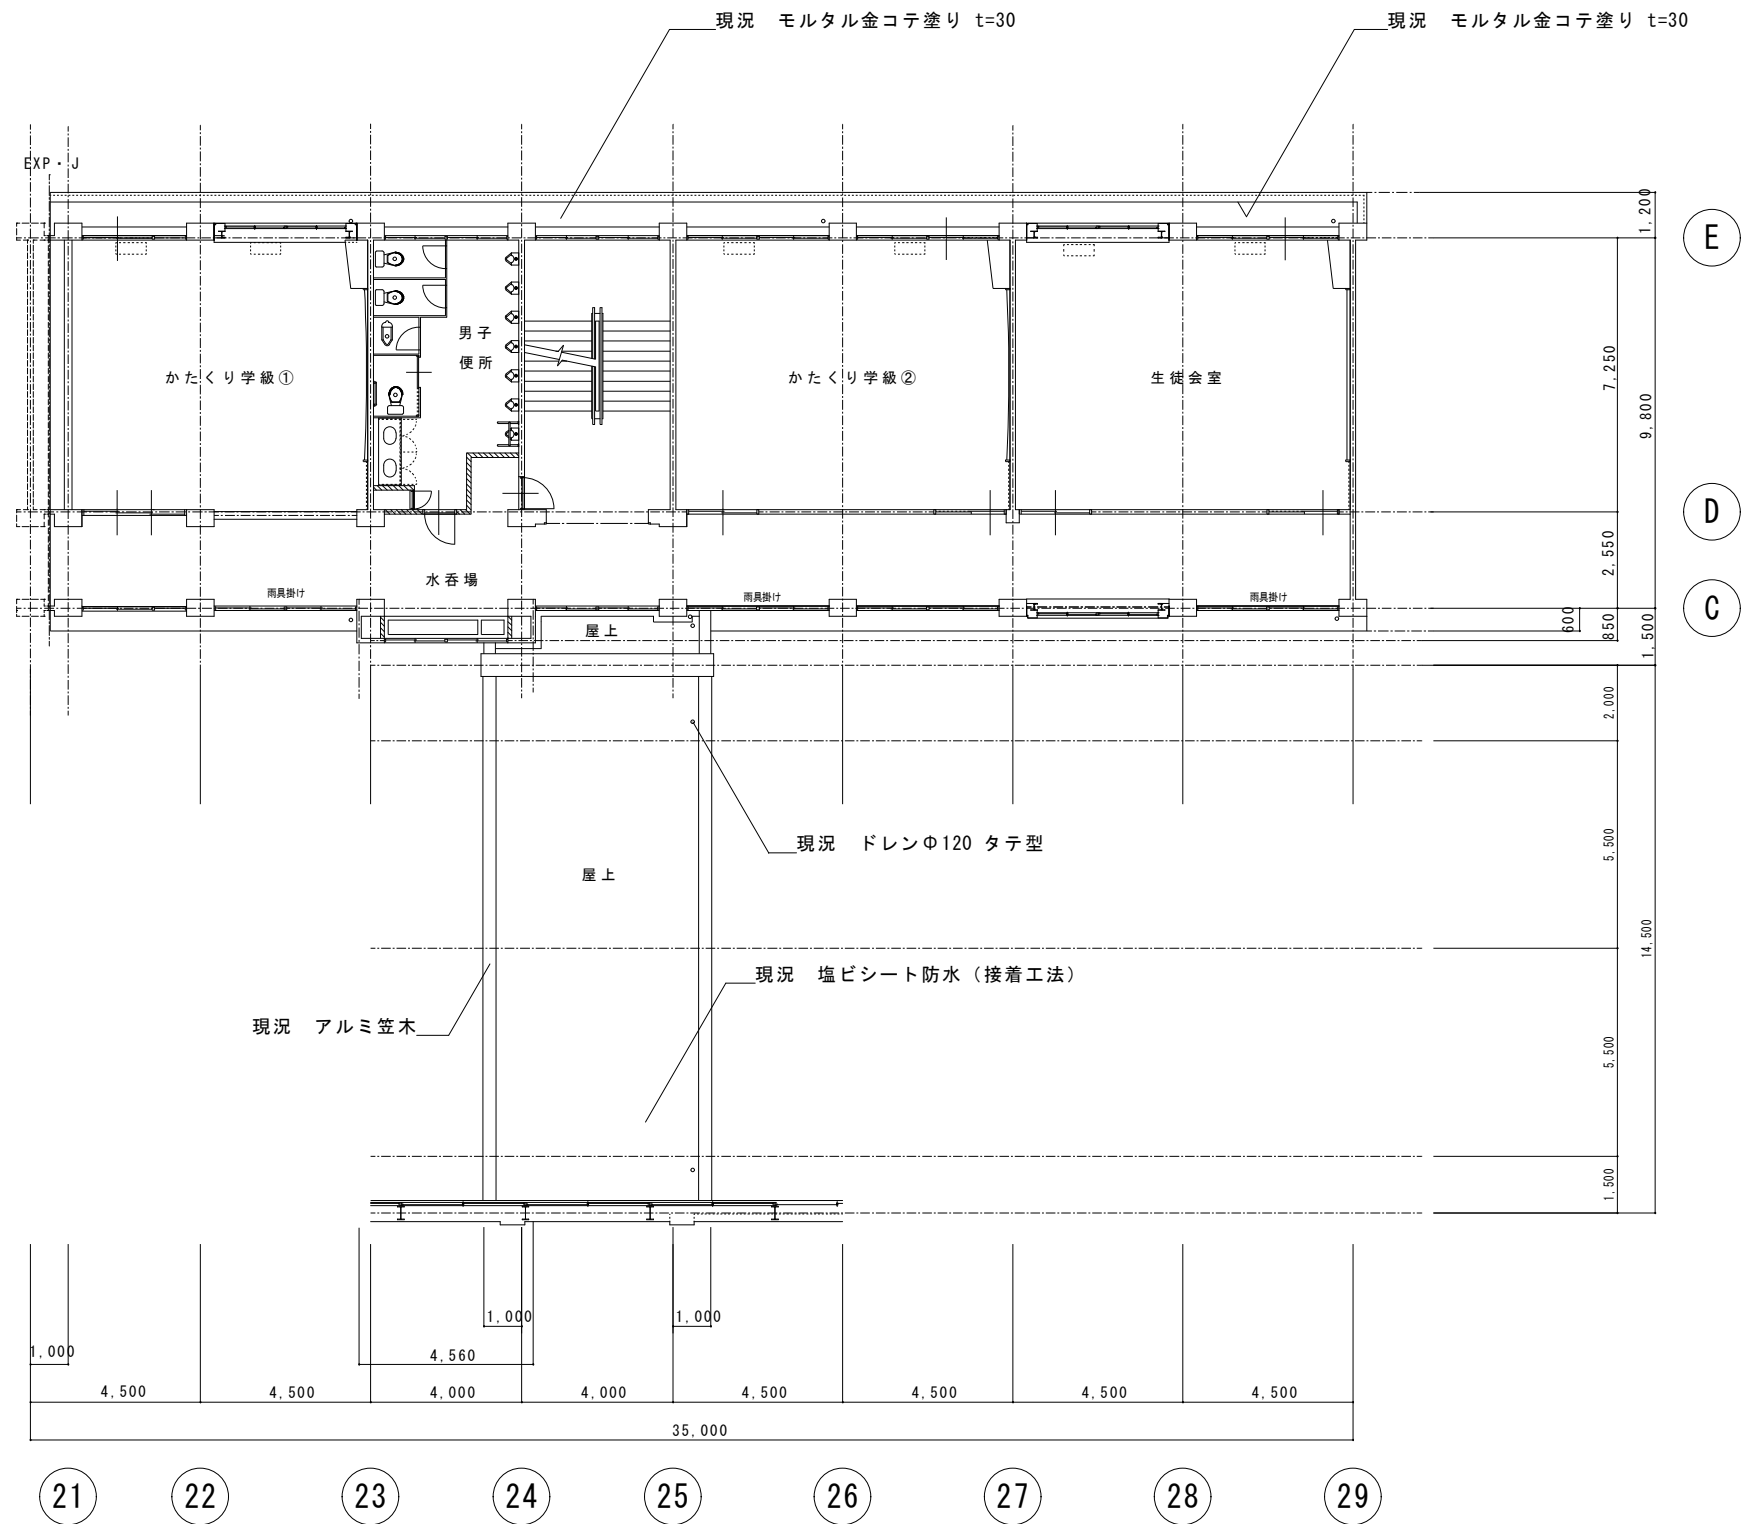 現況　モルタル金コテ塗り t=30
現況　モルタル金コテ塗り t=30
EXP・J
1,200
E
男子
便所
かたくり学級①
かたくり学級②
生徒会室
7,250
9,800
D
2,550
水呑場
雨具掛け
雨具掛け
雨具掛け
C
屋上
600
850
1,500
2,000
現況　ドレンΦ120 タテ型
5,500
屋上
14,500
現況　塩ビシート防水（接着工法）
現況　アルミ笠木
5,500
1,500
1,000
1,000
1,000
4,560
4,500
4,500
4,000
4,000
4,500
4,500
4,500
4,500
35,000
21
22
23
24
25
26
27
28
29